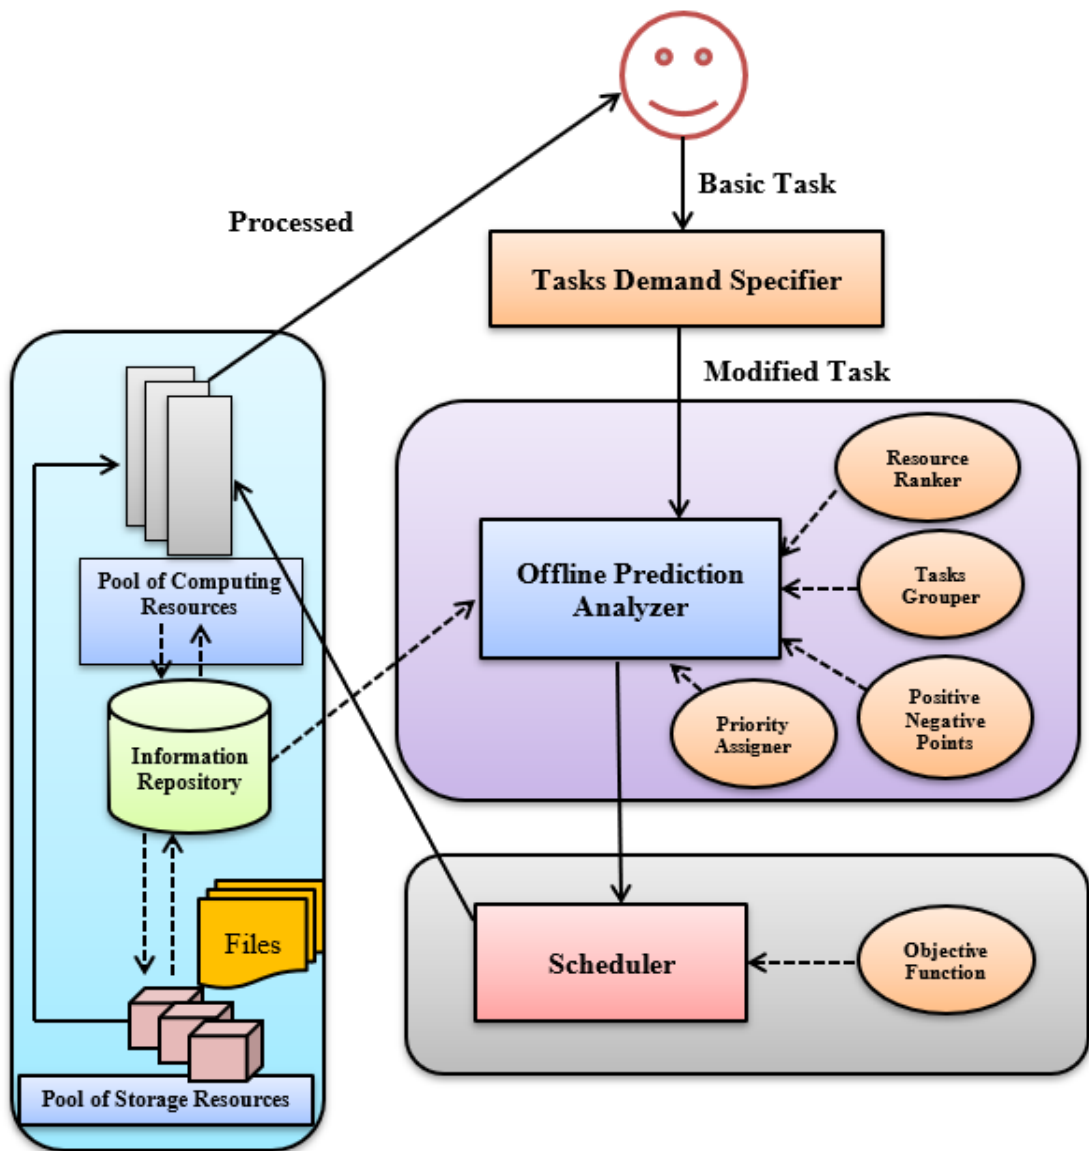 Basic Task
Processed
Tasks Demand Specifier
Modified Task
Resource
Ranker
Offline Prediction
Analyzer
Tasks
Grouper
Pool of Computing
Resources
Positive
Negative
Points
Priority
Assigner
Information
Repository
Files
Scheduler
Objective
Function
Pool of Storage Resources